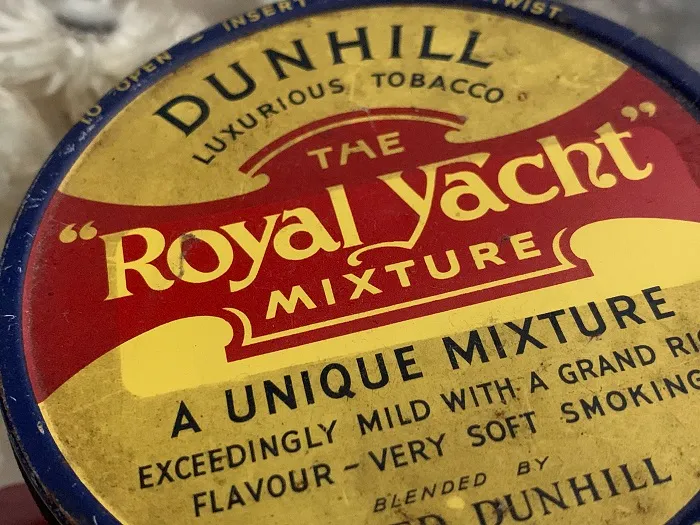 TO OPEN – INSERT TWIST
DUNHILL
LUXURIOUS TOBACCO
THE
"Royal Yacht"
MIXTURE
A UNIQUE MIXTURE
EXCEEDINGLY MILD WITH A GRAND
FLAVOUR – VERY SOFT SMOKING
BLENDED BY
DUNHILL